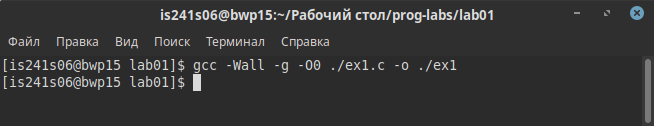 is241s06@bwp15:~/Рабочий стол/prog-labs/lab01
Файл Правка Вид Поиск Терминал Справка
[is241s06@bwp15 lab01]$ gcc -Wall -g -O0 ./ex1.c -o ./ex1
[is241s06@bwp15 lab01]$